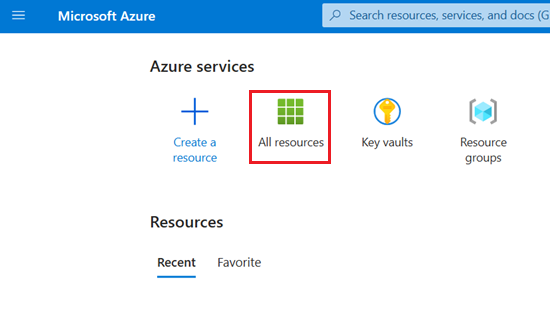 Microsoft Azure
Search resources, services, and docs (G
Azure services
Create a
resource
All resources
Key vaults
Resource
groups
Resources
Recent
Favorite